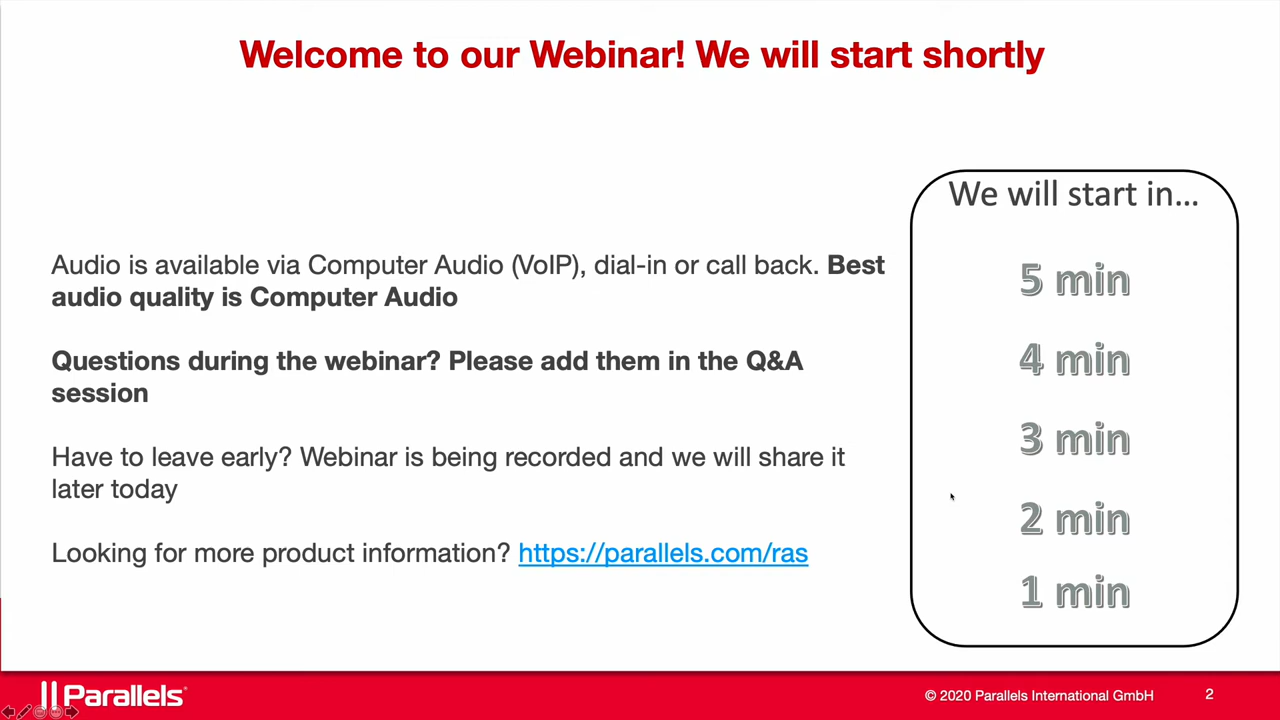 Welcome to our Webinar! We will start shortly
Audio is available via Computer Audio (VoIP), dial-in or call back. Best
audio quality is Computer Audio
Questions during the webinar? Please add them in the Q&A
session
Have to leave early? Webinar is being recorded and we will share it
later today
Looking for more product information? https://parallels.com/ras
We will start in...
5 min
4 min
3 min
2 min
1 min
Parallels
© 2020 Parallels International GmbH
2